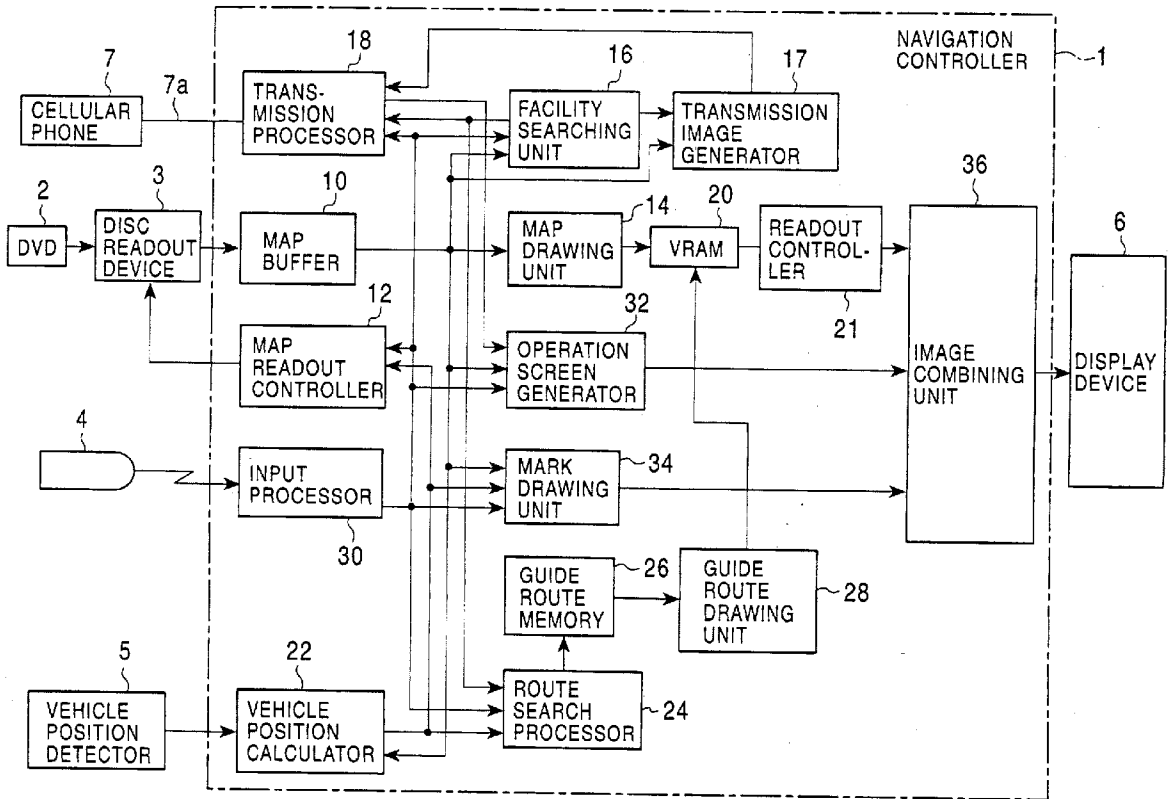 NAVIGATION
CONTROLLER
1
18
16
17
7
7a
CELLULAR
PHONE
TRANS-
MISSION
PROCESSOR
FACILITY
SEARCHING
UNIT
TRANSMISSION
IMAGE
GENERATOR
2
3
10
14
20
36
6
DVD
DISC
READOUT
DEVICE
MAP
BUFFER
MAP
DRAWING
UNIT
VRAM
READOUT
CONTROL-
LER
21
12
32
MAP
READOUT
CONTROLLER
OPERATION
SCREEN
GENERATOR
IMAGE
COMBINING
UNIT
DISPLAY
DEVICE
4
34
INPUT
PROCESSOR
30
MARK
DRAWING
UNIT
26
GUIDE
ROUTE
MEMORY
GUIDE
ROUTE
DRAWING
UNIT
28
5
22
VEHICLE
POSITION
DETECTOR
VEHICLE
POSITION
CALCULATOR
ROUTE
SEARCH
PROCESSOR
24